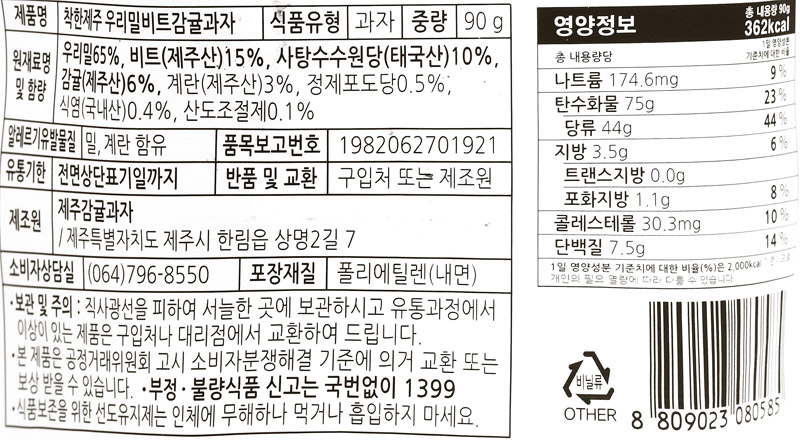 제품명 착한제주 우리밀비트감귤과자 식품유형 과자 중량 90 g
원재료명 및 함량
우리밀65%, 비트(제주산)15%, 사탕수수원당(태국산)10%,
감귤(제주산)6%, 계란(제주산)3%, 정제포도당0.5%,
식염(국내산)0.4%, 산도조절제0.1%
알레르기유발물질 밀,계란 함유 품목보고번호 1982062701921
유통기한 전면상단표기일까지 반품 및 교환 구입처 또는 제조원
제조원 제주감귤과자
/ 제주특별자치도 제주시 한림읍 상명2길 7
소비자상담실 (064)796-8550 포장재질 폴리에틸렌(내면)
·보관 및 주의 : 직사광선을 피하여 서늘한 곳에 보관하시고 유통과정에서
이상이 있는 제품은 구입처나 대리점에서 교환하여 드립니다.
·본 제품은 공정거래위원회 고시 소비자분쟁해결 기준에 의거 교환 또는
보상 받을 수 있습니다. ·부정·불량식품 신고는 국번없이 1399
·식품보존을 위한 선도유지제는 인체에 무해하나 먹거나 흡입하지 마세요.
영양정보
총 내용량 90g
362kcal
총 내용량당
1일 영양성분
기준치에 대한 비율
나트륨 174.6mg 9 %
탄수화물 75g 23 %
당류 44g 44 %
지방 3.5g 6 %
트랜스지방 0.0g
포화지방 1.1g 8 %
콜레스테롤 30.3mg 10 %
단백질 7.5g 14 %
1일 영양성분 기준치에 대한 비율(%)은 2,000kcal
개인의 필요 열량에 따라 다를 수 있습니다
비닐류
OTHER
8 809023 080585